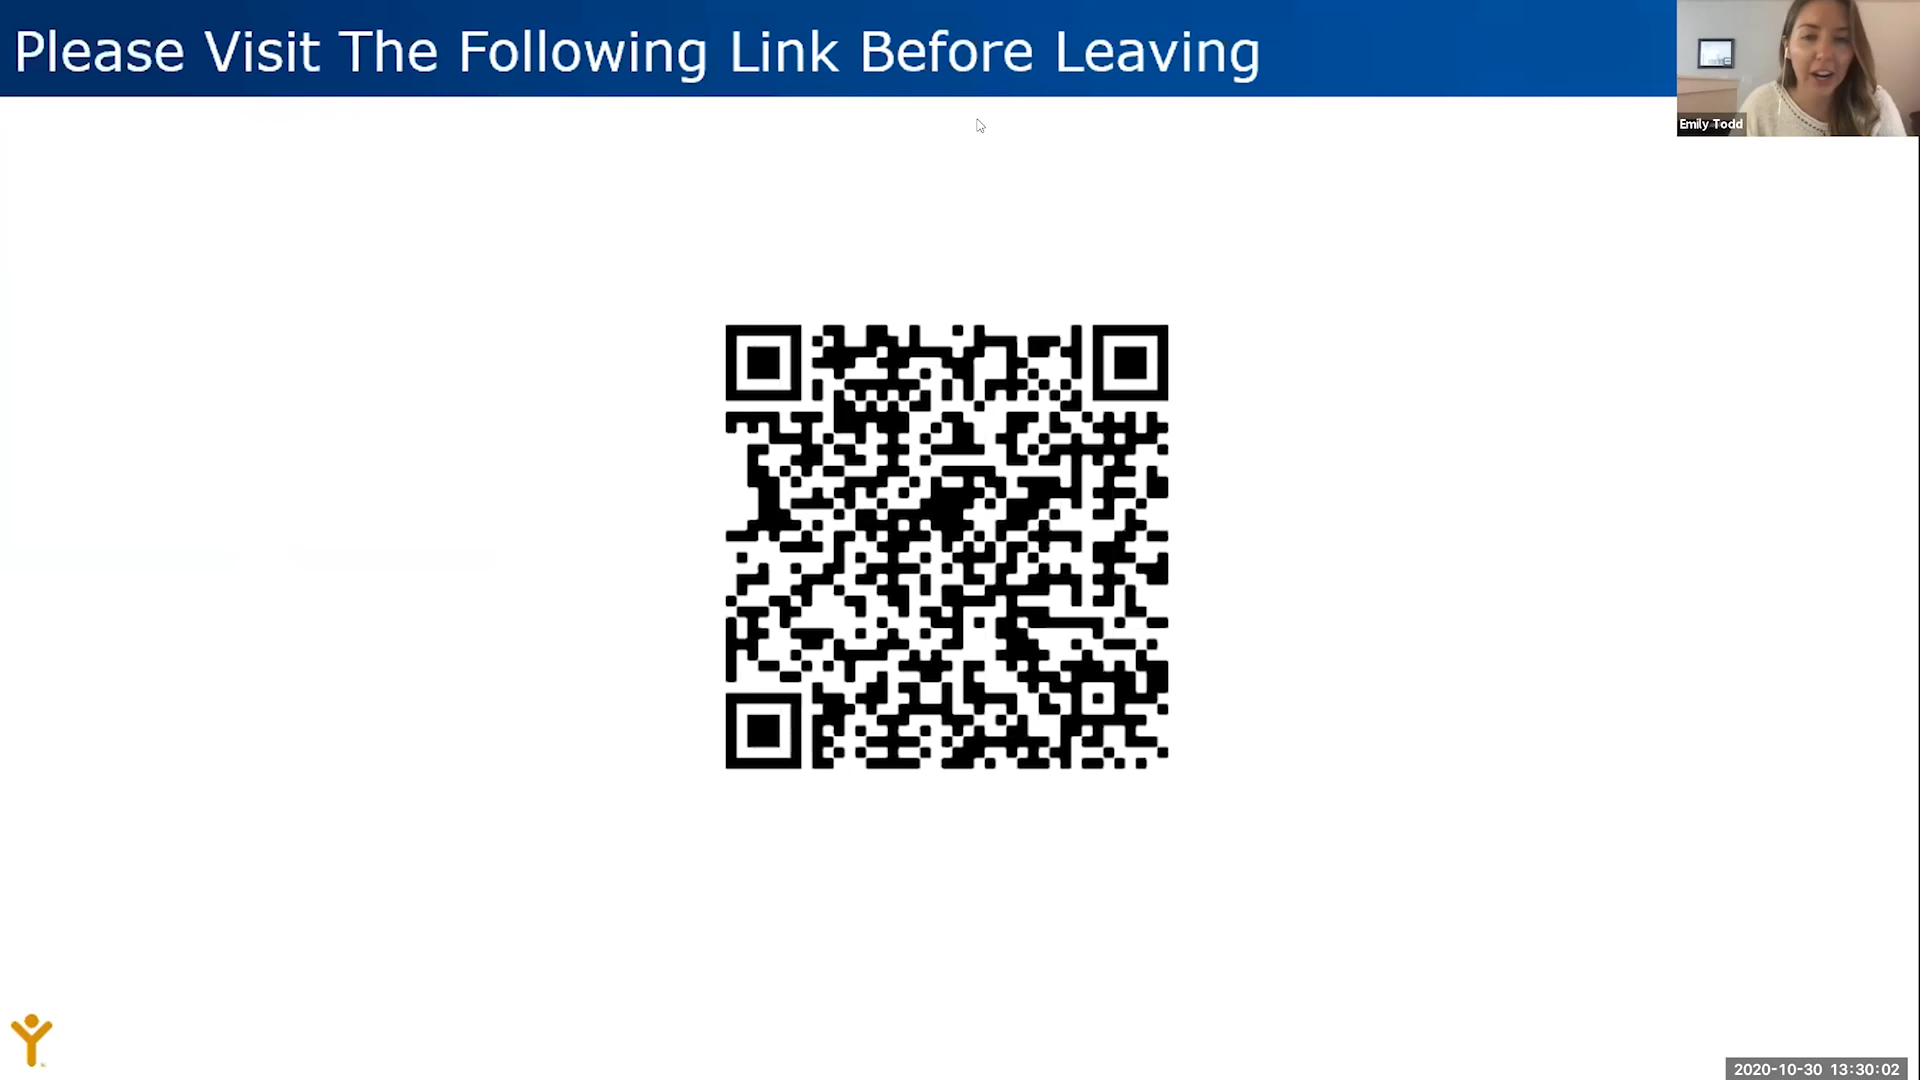 Please Visit The Following Link Before Leaving
Emily Todd
2020-10-30 13:30:02